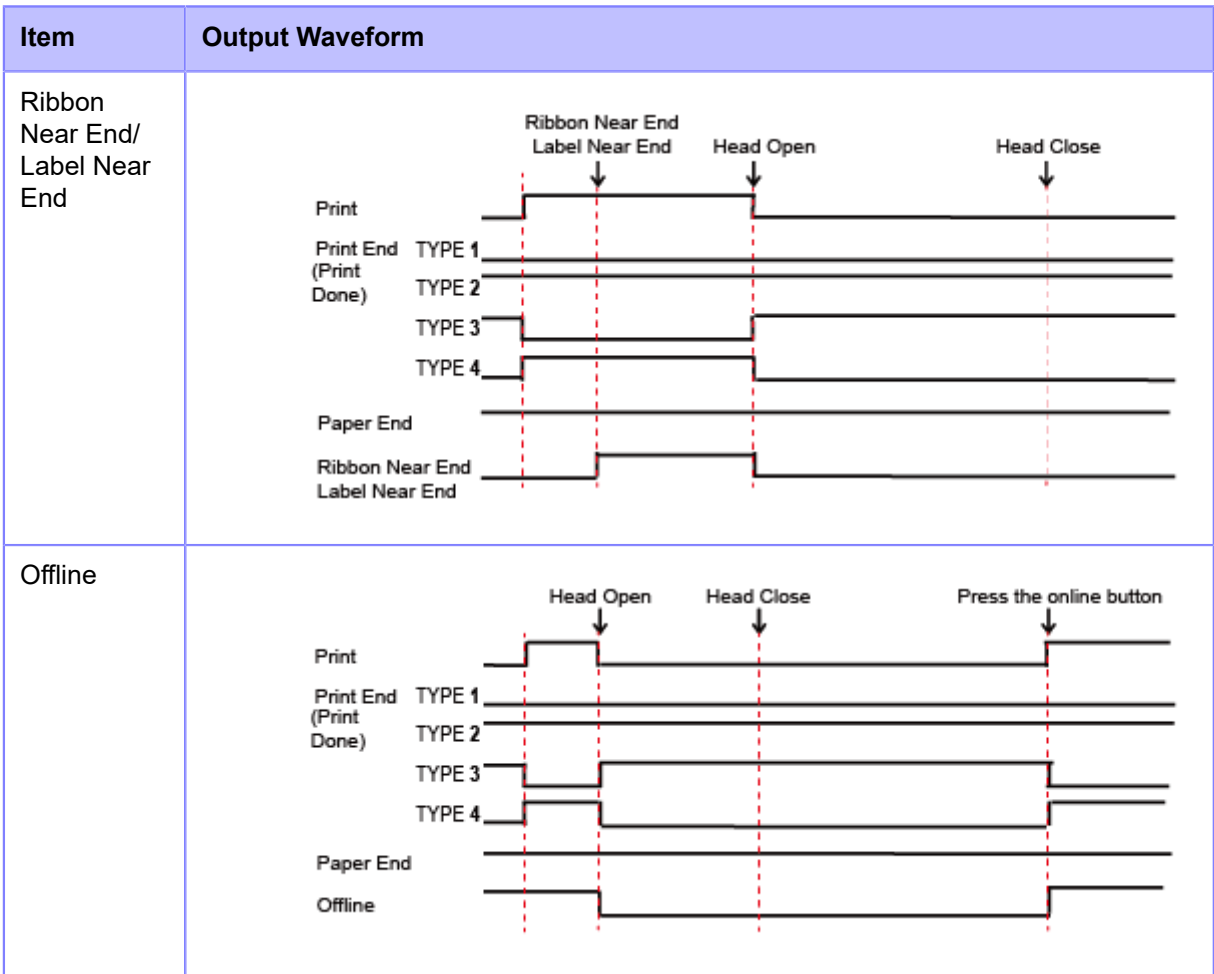 Item
Output Waveform
Ribbon
Near End/
Label Near
End
Ribbon Near End
Label Near End
Head Open
Head Close
Print
Print End TYPE 1
(Print
Done)
TYPE 2
TYPE 3
TYPE 4
Paper End
Ribbon Near End
Label Near End
Offline
Head Open
Head Close
Press the online button
Print
Print End TYPE 1
(Print
Done)
TYPE 2
TYPE 3
TYPE 4
Paper End
Offline